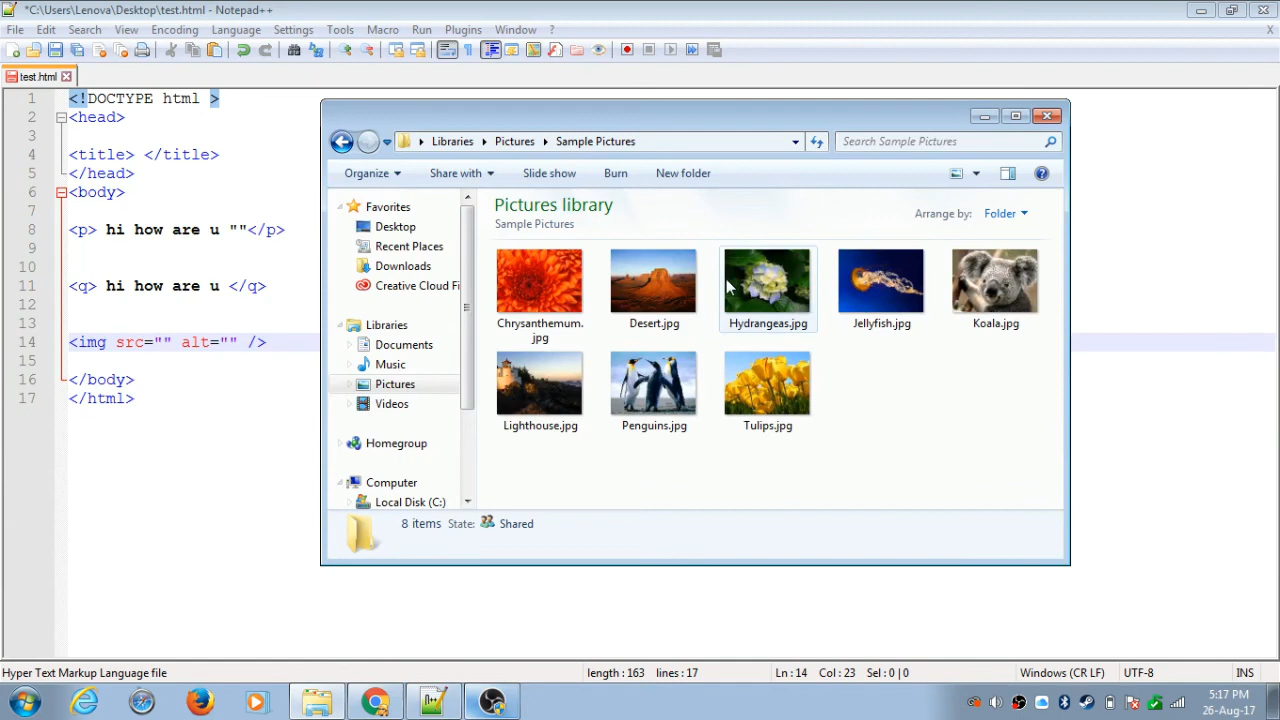 *C:\Users\Lenova\Desktop\test.html - Notepad++
File Edit Search View Encoding Language Settings Tools Macro Run Plugins Window ?
X
test.html
1 <!DOCTYPE html >
2 <head>
3
4 <title> </title>
5 </head>
6 <body>
7
8 <p> hi how are u ""</p>
9
10
11 <q> hi how are u </q>
12
13
14 <img src="" alt="" />
15
16 </body>
17 </html>
Libraries Pictures Sample Pictures
Search Sample Pictures
Organize Share with Slide show Burn New folder
Favorites
Desktop
Recent Places
Downloads
Creative Cloud Fi
Libraries
Documents
Music
Pictures
Videos
Homegroup
Computer
Local Disk (C:)
Pictures library
Sample Pictures
Arrange by: Folder
Chrysanthemum.
jpg
Desert.jpg
Hydrangeas.jpg
Jellyfish.jpg
Koala.jpg
Lighthouse.jpg
Penguins.jpg
Tulips.jpg
8 items State: Shared
Hyper Text Markup Language file length : 163 lines : 17 Ln : 14 Col : 23 Sel : 0 | 0 Windows (CR LF) UTF-8 INS
5:17 PM
26-Aug-17